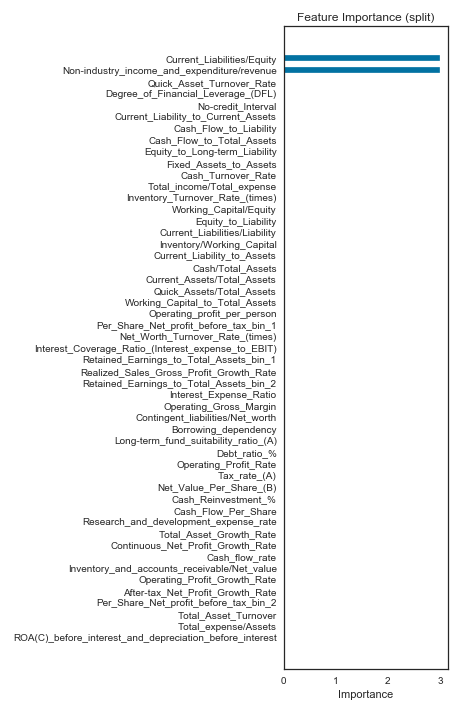 Feature Importance (split)
Current_Liabilities/Equity
Non-industry_income_and_expenditure/revenue
Quick_Asset_Turnover_Rate
Degree_of_Financial_Leverage_(DFL)
No-credit_Interval
Current_Liability_to_Current_Assets
Cash_Flow_to_Liability
Cash_Flow_to_Total_Assets
Equity_to_Long-term_Liability
Fixed_Assets_to_Assets
Cash_Turnover_Rate
Total_income/Total_expense
Inventory_Turnover_Rate_(times)
Working_Capital/Equity
Equity_to_Liability
Current_Liabilities/Liability
Inventory/Working_Capital
Current_Liability_to_Assets
Cash/Total_Assets
Current_Assets/Total_Assets
Quick_Assets/Total_Assets
Working_Capital_to_Total_Assets
Operating_profit_per_person
Per_Share_Net_profit_before_tax_bin_1
Net_Worth_Turnover_Rate_(times)
Interest_Coverage_Ratio_(Interest_expense_to_EBIT)
Retained_Earnings_to_Total_Assets_bin_1
Realized_Sales_Gross_Profit_Growth_Rate
Retained_Earnings_to_Total_Assets_bin_2
Interest_Expense_Ratio
Operating_Gross_Margin
Contingent_liabilities/Net_worth
Borrowing_dependency
Long-term_fund_suitability_ratio_(A)
Debt_ratio_%
Operating_Profit_Rate
Tax_rate_(A)
Net_Value_Per_Share_(B)
Cash_Reinvestment_%
Cash_Flow_Per_Share
Research_and_development_expense_rate
Total_Asset_Growth_Rate
Continuous_Net_Profit_Growth_Rate
Cash_flow_rate
Inventory_and_accounts_receivable/Net_value
Operating_Profit_Growth_Rate
After-tax_Net_Profit_Growth_Rate
Per_Share_Net_profit_before_tax_bin_2
Total_Asset_Turnover
Total_expense/Assets
ROA(C)_before_interest_and_depreciation_before_interest
0 1 2 3
Importance